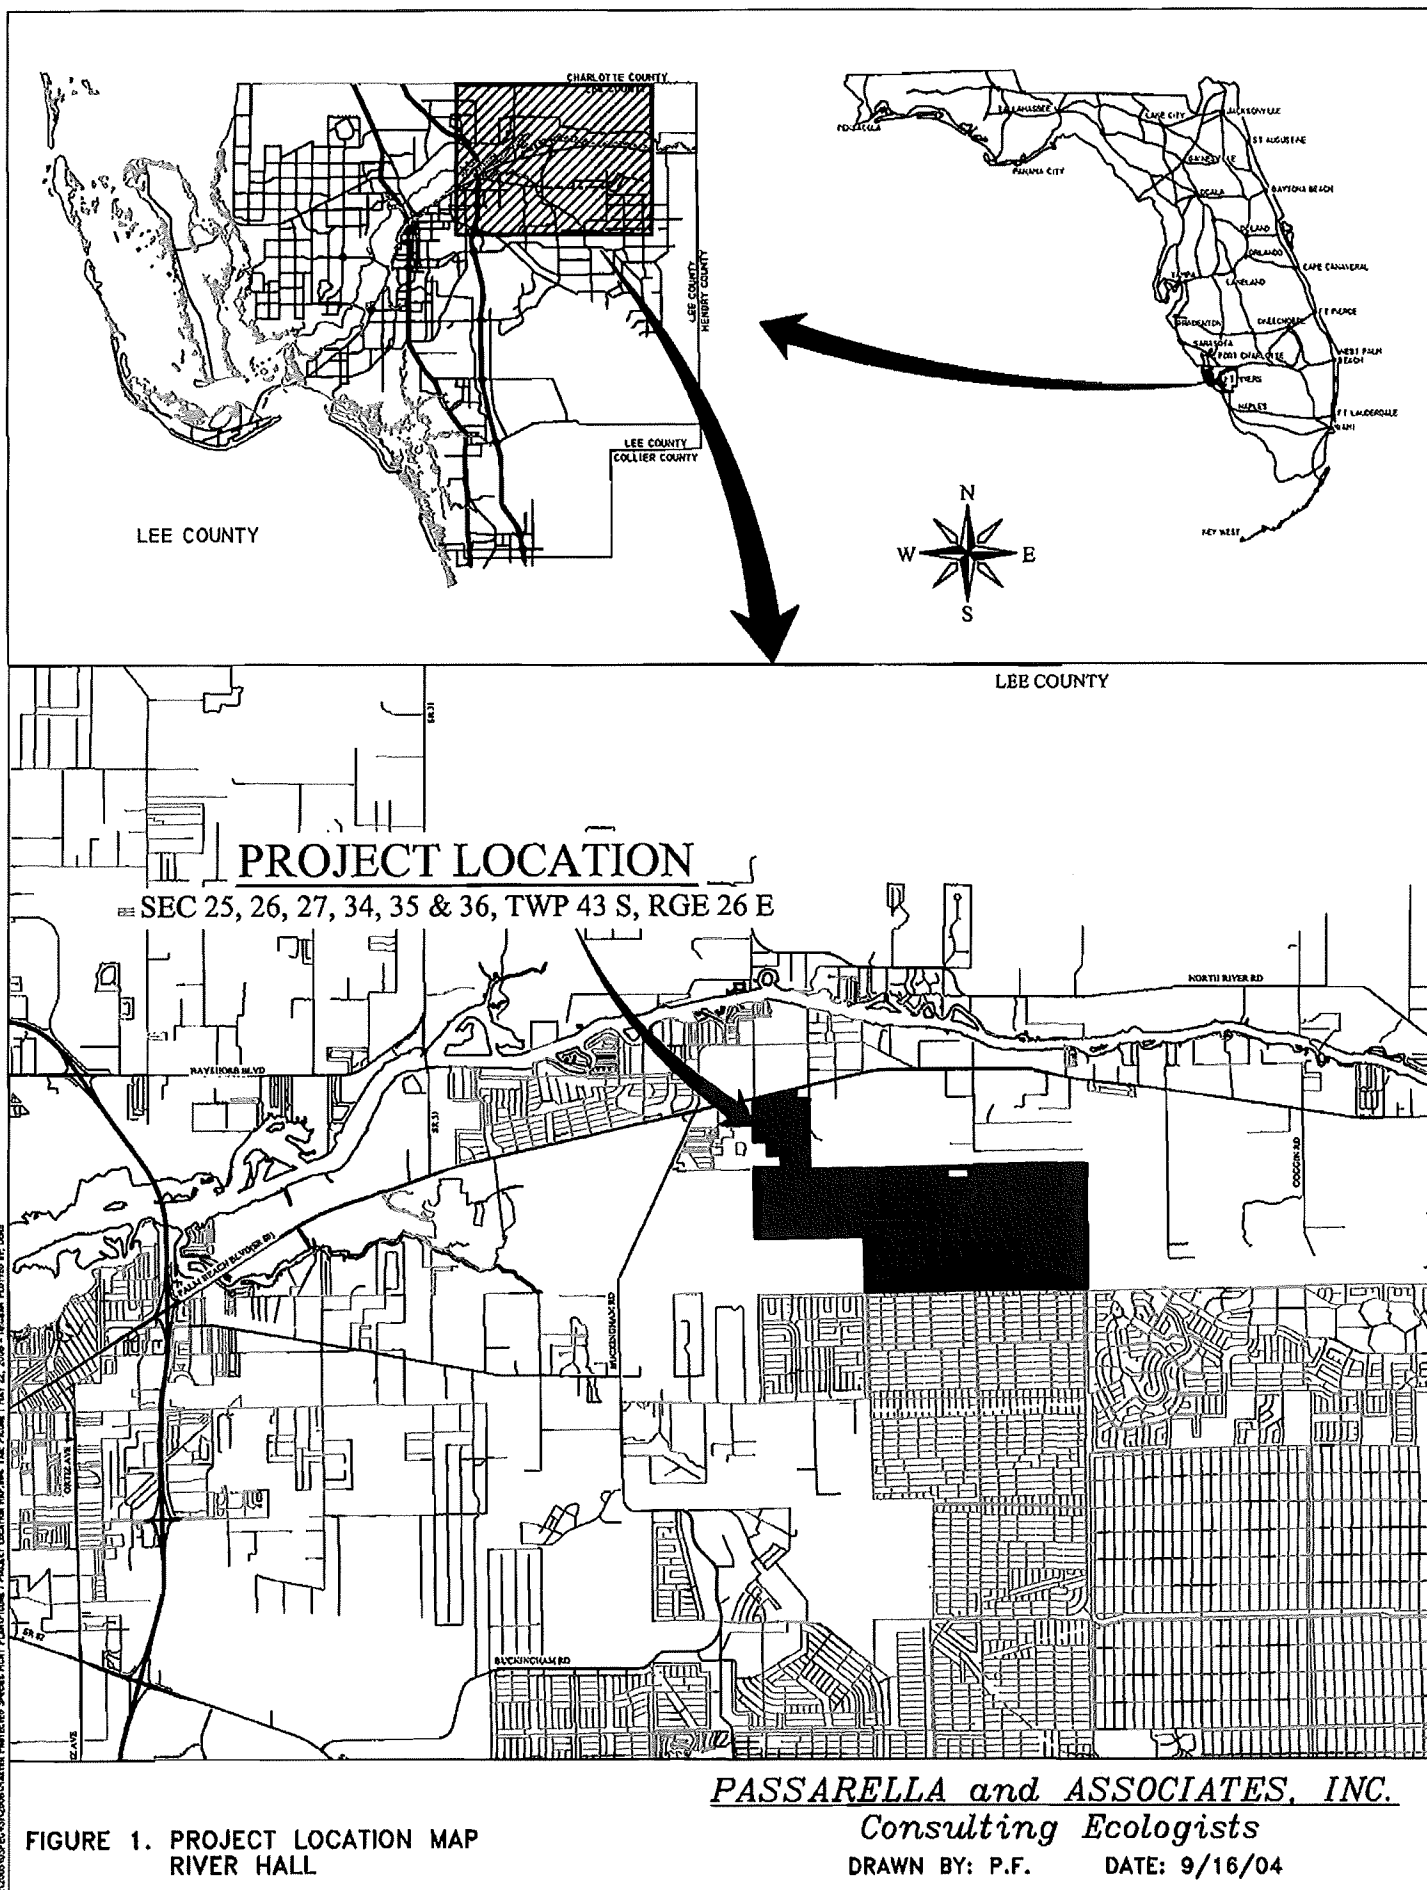 CHARLOTTE COUNTY
LEE COUNTY
LEE COUNTY
HENDRY COUNTY
LEE COUNTY
COLLIER COUNTY
LEE COUNTY
PENSACOLA
TALLAHASSEE
PANAMA CITY
LAKE CITY
JACKSONVILLE
ST AUGUSTINE
GAINESVILLE
OCALA
DAYTONA BEACH
DELAND
ORLANDO
CAPE CANAVERAL
TAMPA
LAKELAND
FT PIERCE
BRADENTON
OKEECHOBEE
SARASOTA
PORT CHARLOTTE
WEST PALM
BEACH
FT MYERS
NAPLES
FT LAUDERDALE
MIAMI
KEY WEST
N
W
E
S
LEE COUNTY
SR 31
PROJECT LOCATION
SEC 25, 26, 27, 34, 35 & 36, TWP 43 S, RGE 26 E
NORTH RIVER RD
BAYSHORE BLVD
SR 31
PALM BEACH BLVD(SR 80)
BUCKINGHAM RD
ORTIZ AVE
BUCKINGHAM RD
FIGURE 1. PROJECT LOCATION MAP
RIVER HALL
PASSARELLA and ASSOCIATES, INC.
Consulting Ecologists
DRAWN BY: P.F. DATE: 9/16/04